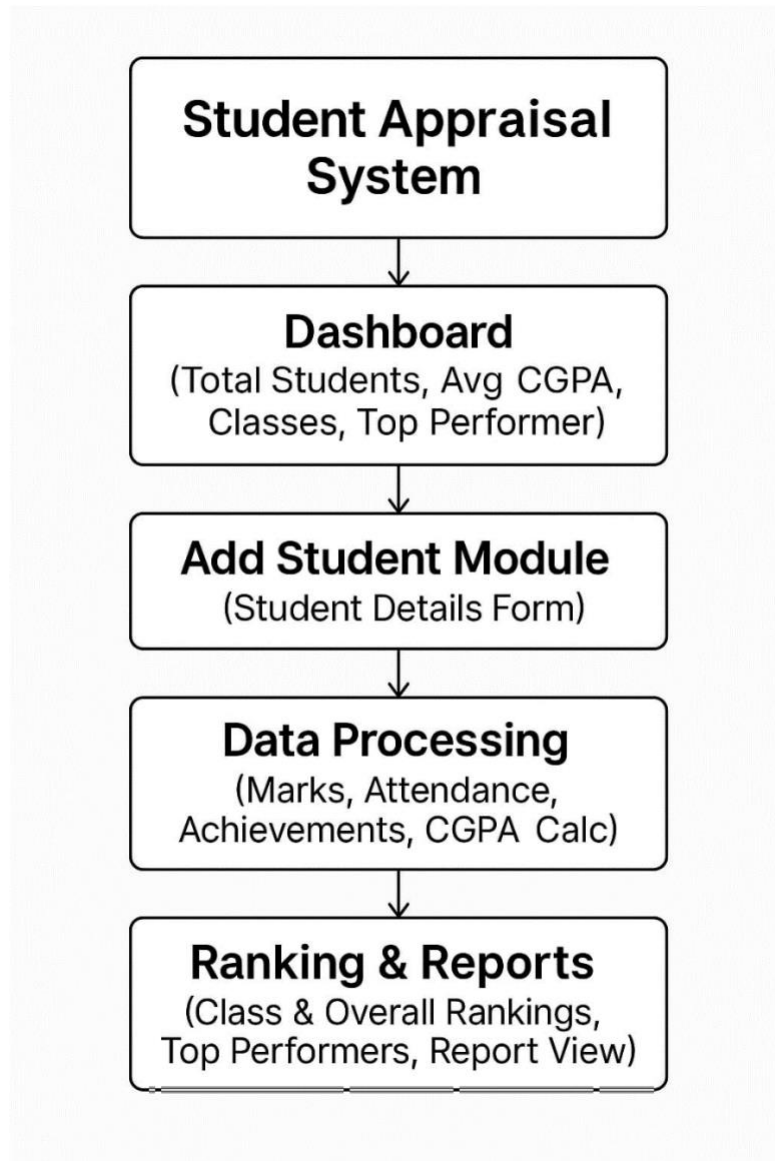 Student Appraisal
System
Dashboard
(Total Students, Avg CGPA,
Classes, Top Performer)
Add Student Module
(Student Details Form)
Data Processing
(Marks, Attendance,
Achievements, CGPA Calc)
Ranking & Reports
(Class & Overall Rankings,
Top Performers, Report View)